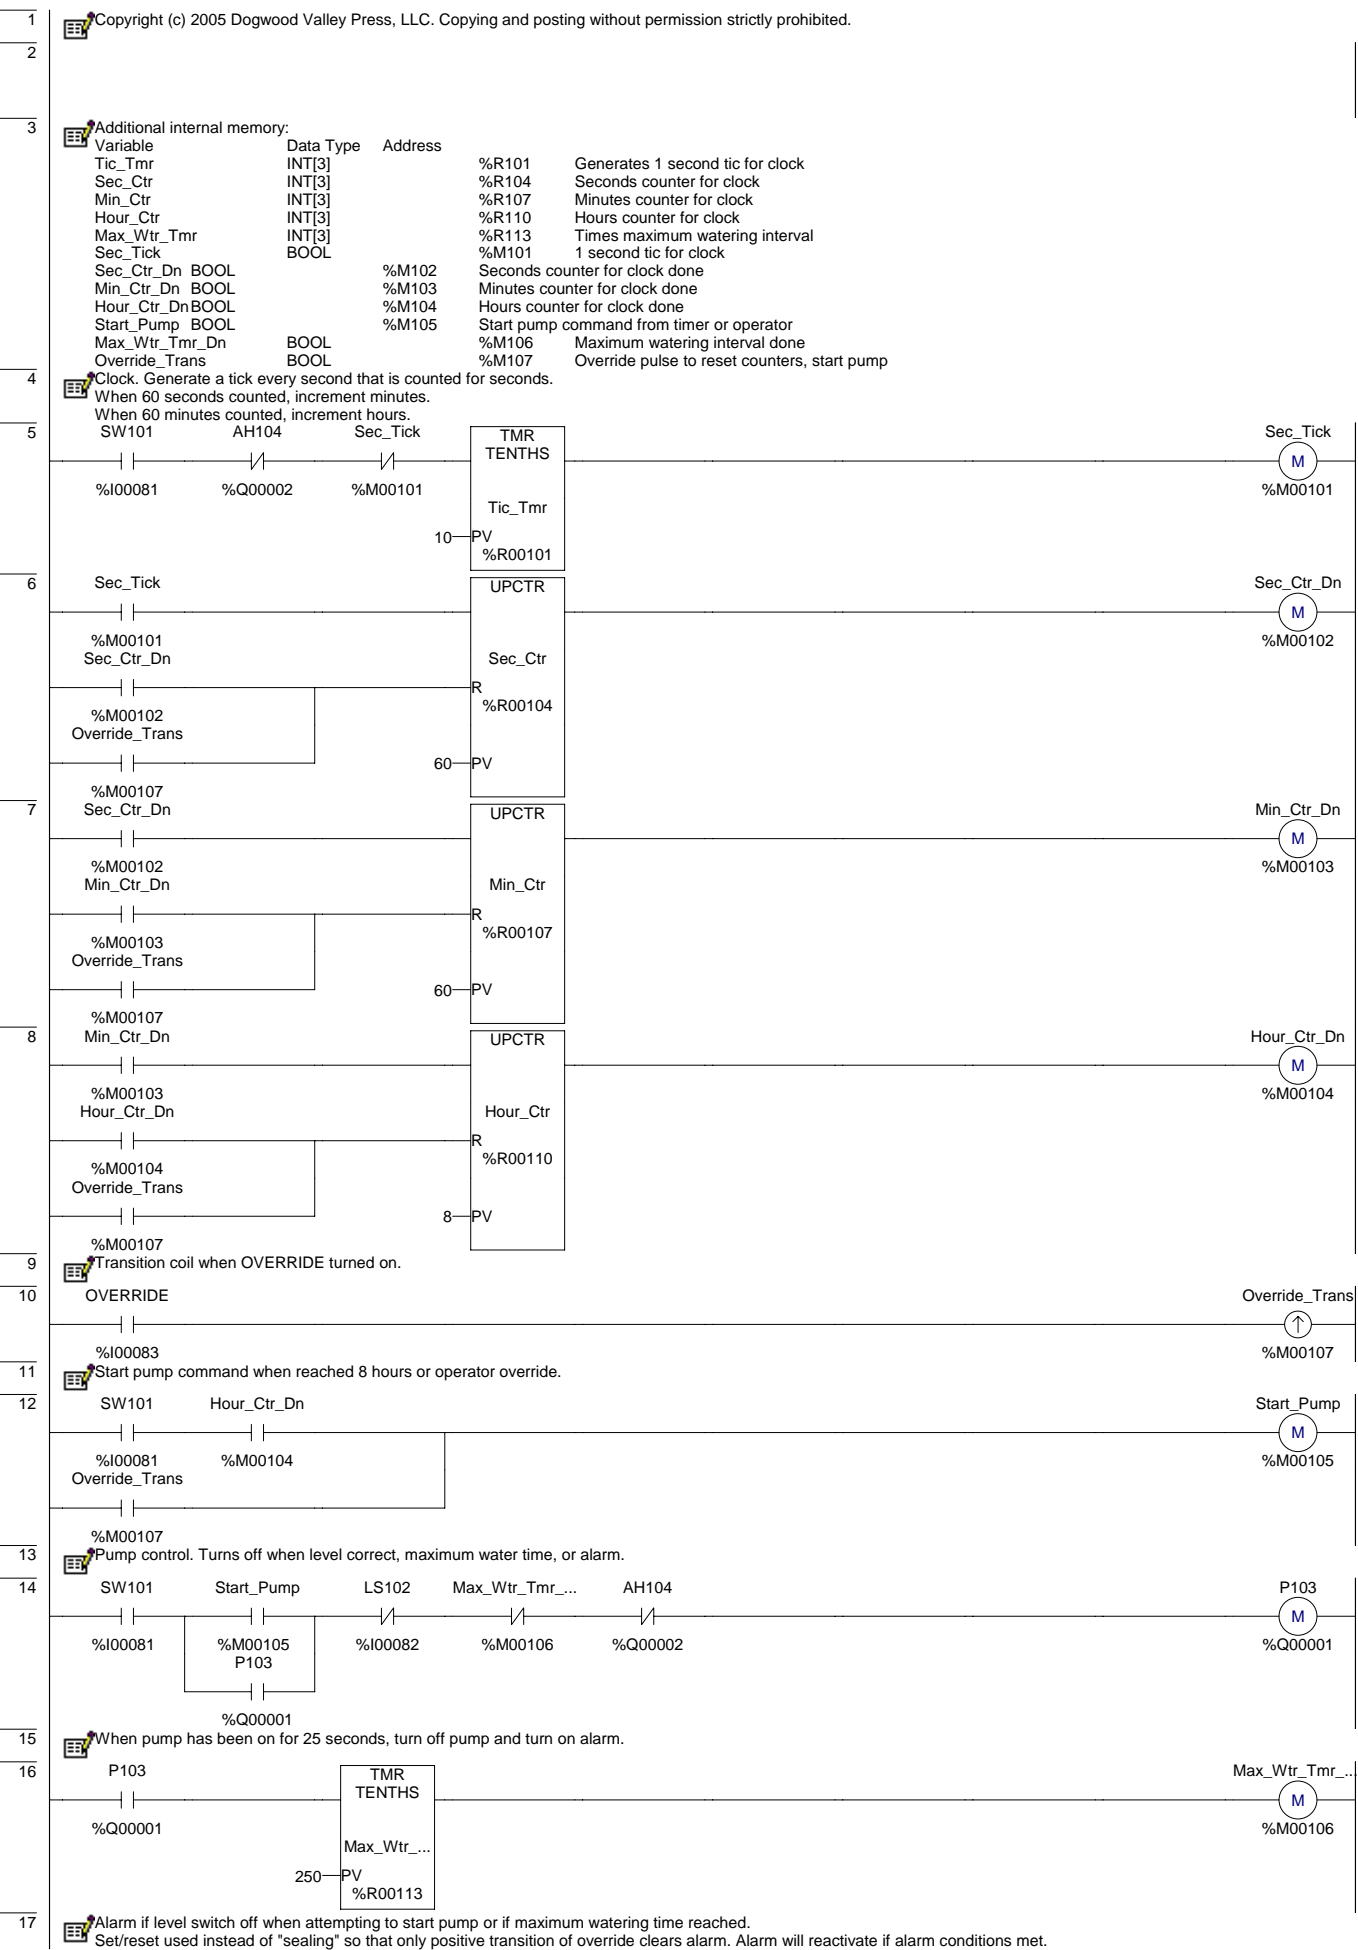 1
Copyright (c) 2005 Dogwood Valley Press, LLC. Copying and posting without permission strictly prohibited.
2
3
Additional internal memory:
Variable Data Type Address
Tic_Tmr INT[3] %R101 Generates 1 second tic for clock
Sec_Ctr INT[3] %R104 Seconds counter for clock
Min_Ctr INT[3] %R107 Minutes counter for clock
Hour_Ctr INT[3] %R110 Hours counter for clock
Max_Wtr_Tmr INT[3] %R113 Times maximum watering interval
Sec_Tick BOOL %M101 1 second tic for clock
Sec_Ctr_Dn BOOL %M102 Seconds counter for clock done
Min_Ctr_Dn BOOL %M103 Minutes counter for clock done
Hour_Ctr_Dn BOOL %M104 Hours counter for clock done
Start_Pump BOOL %M105 Start pump command from timer or operator
Max_Wtr_Tmr_Dn BOOL %M106 Maximum watering interval done
Override_Trans BOOL %M107 Override pulse to reset counters, start pump
4
Clock. Generate a tick every second that is counted for seconds.
When 60 seconds counted, increment minutes.
When 60 minutes counted, increment hours.
5
SW101 AH104 Sec_Tick TMR Sec_Tick
TENTHS
M
%I00081 %Q00002 %M00101 %M00101
Tic_Tmr
10 PV
%R00101
6
Sec_Tick UPCTR Sec_Ctr_Dn
M
%M00101 %M00102
Sec_Ctr_Dn Sec_Ctr
R
%M00102 %R00104
Override_Trans
60 PV
%M00107
7
Sec_Ctr_Dn UPCTR Min_Ctr_Dn
M
%M00102 %M00103
Min_Ctr_Dn Min_Ctr
R
%M00103 %R00107
Override_Trans
60 PV
%M00107
8
Min_Ctr_Dn UPCTR Hour_Ctr_Dn
M
%M00103 %M00104
Hour_Ctr_Dn Hour_Ctr
R
%M00104 %R00110
Override_Trans
8 PV
%M00107
9
Transition coil when OVERRIDE turned on.
10
OVERRIDE Override_Trans
↑
%I00083 %M00107
11
Start pump command when reached 8 hours or operator override.
12
SW101 Hour_Ctr_Dn Start_Pump
M
%I00081 %M00104 %M00105
Override_Trans
%M00107
13
Pump control. Turns off when level correct, maximum water time, or alarm.
14
SW101 Start_Pump LS102 Max_Wtr_Tmr_... AH104 P103
M
%I00081 %M00105 %I00082 %M00106 %Q00002 %Q00001
P103
%Q00001
15
When pump has been on for 25 seconds, turn off pump and turn on alarm.
16
P103 TMR Max_Wtr_Tmr_...
TENTHS
M
%Q00001 %M00106
Max_Wtr_...
250 PV
%R00113
17
Alarm if level switch off when attempting to start pump or if maximum watering time reached.
Set/reset used instead of "sealing" so that only positive transition of override clears alarm. Alarm will reactivate if alarm conditions met.